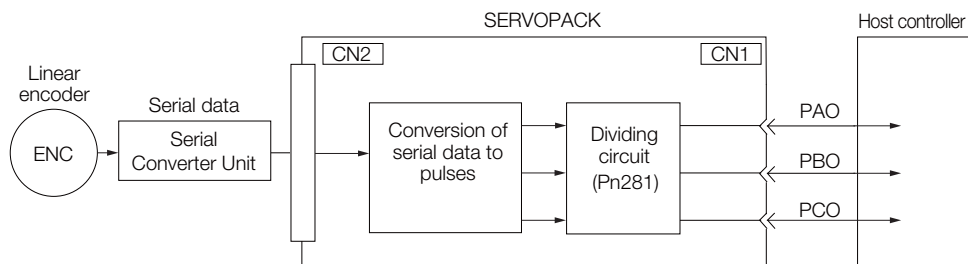 SERVOPACK
Host controller
CN2
CN1
Linear
encoder
Serial data
ENC
Serial
Converter Unit
Conversion of
serial data to
pulses
Dividing
circuit
(Pn281)
PAO
PBO
PCO